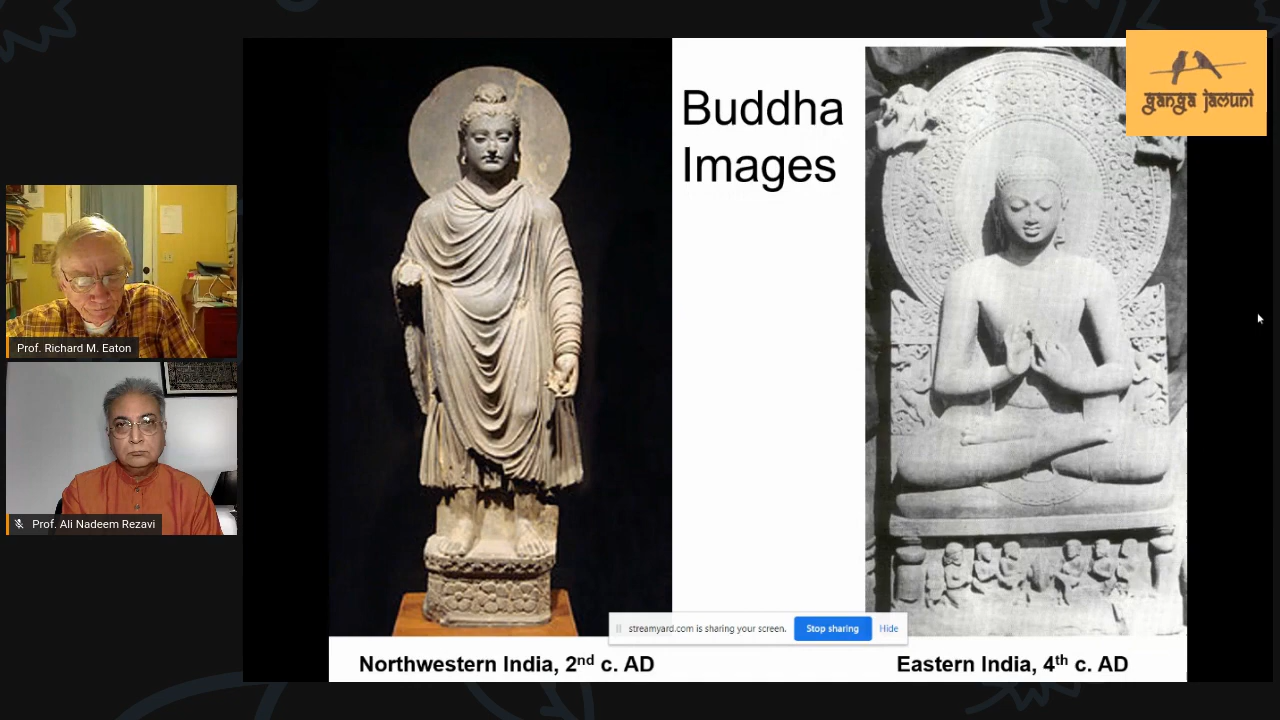 ganga jamuni
Buddha
Images
Prof. Richard M. Eaton
Prof. Ali Nadeem Rezavi
streamyard.com is sharing your screen.
Stop sharing
Hide
Northwestern India, 2nd c. AD
Eastern India, 4th c. AD